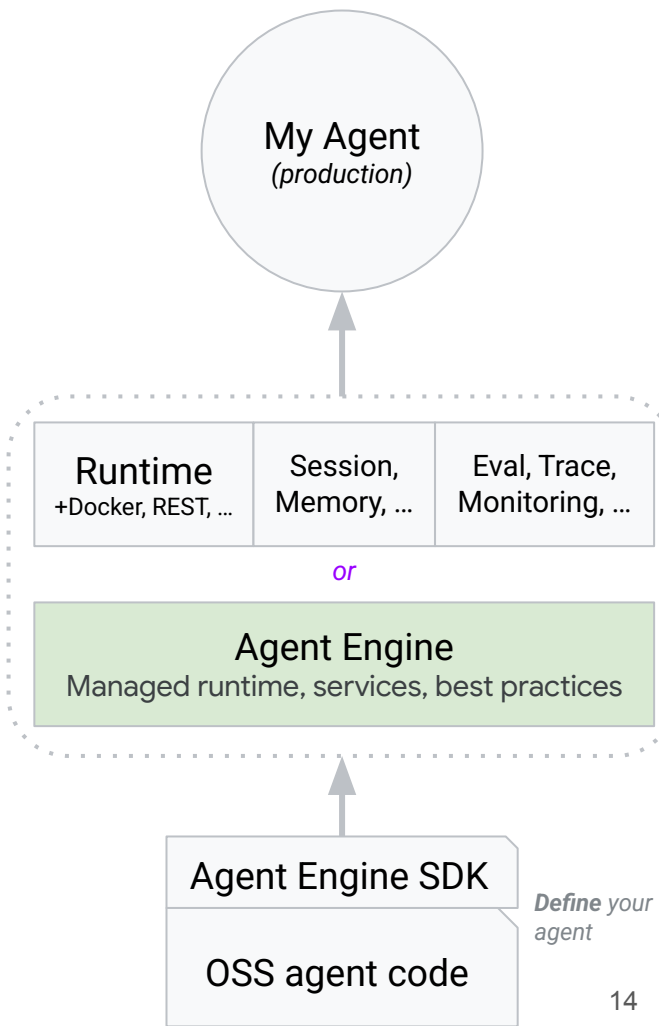 My Agent
(production)
Runtime
+Docker, REST, ...
Session,
Memory, ...
Eval, Trace,
Monitoring, ...
or
Agent Engine
Managed runtime, services, best practices
Agent Engine SDK
Define your
agent
OSS agent code
14